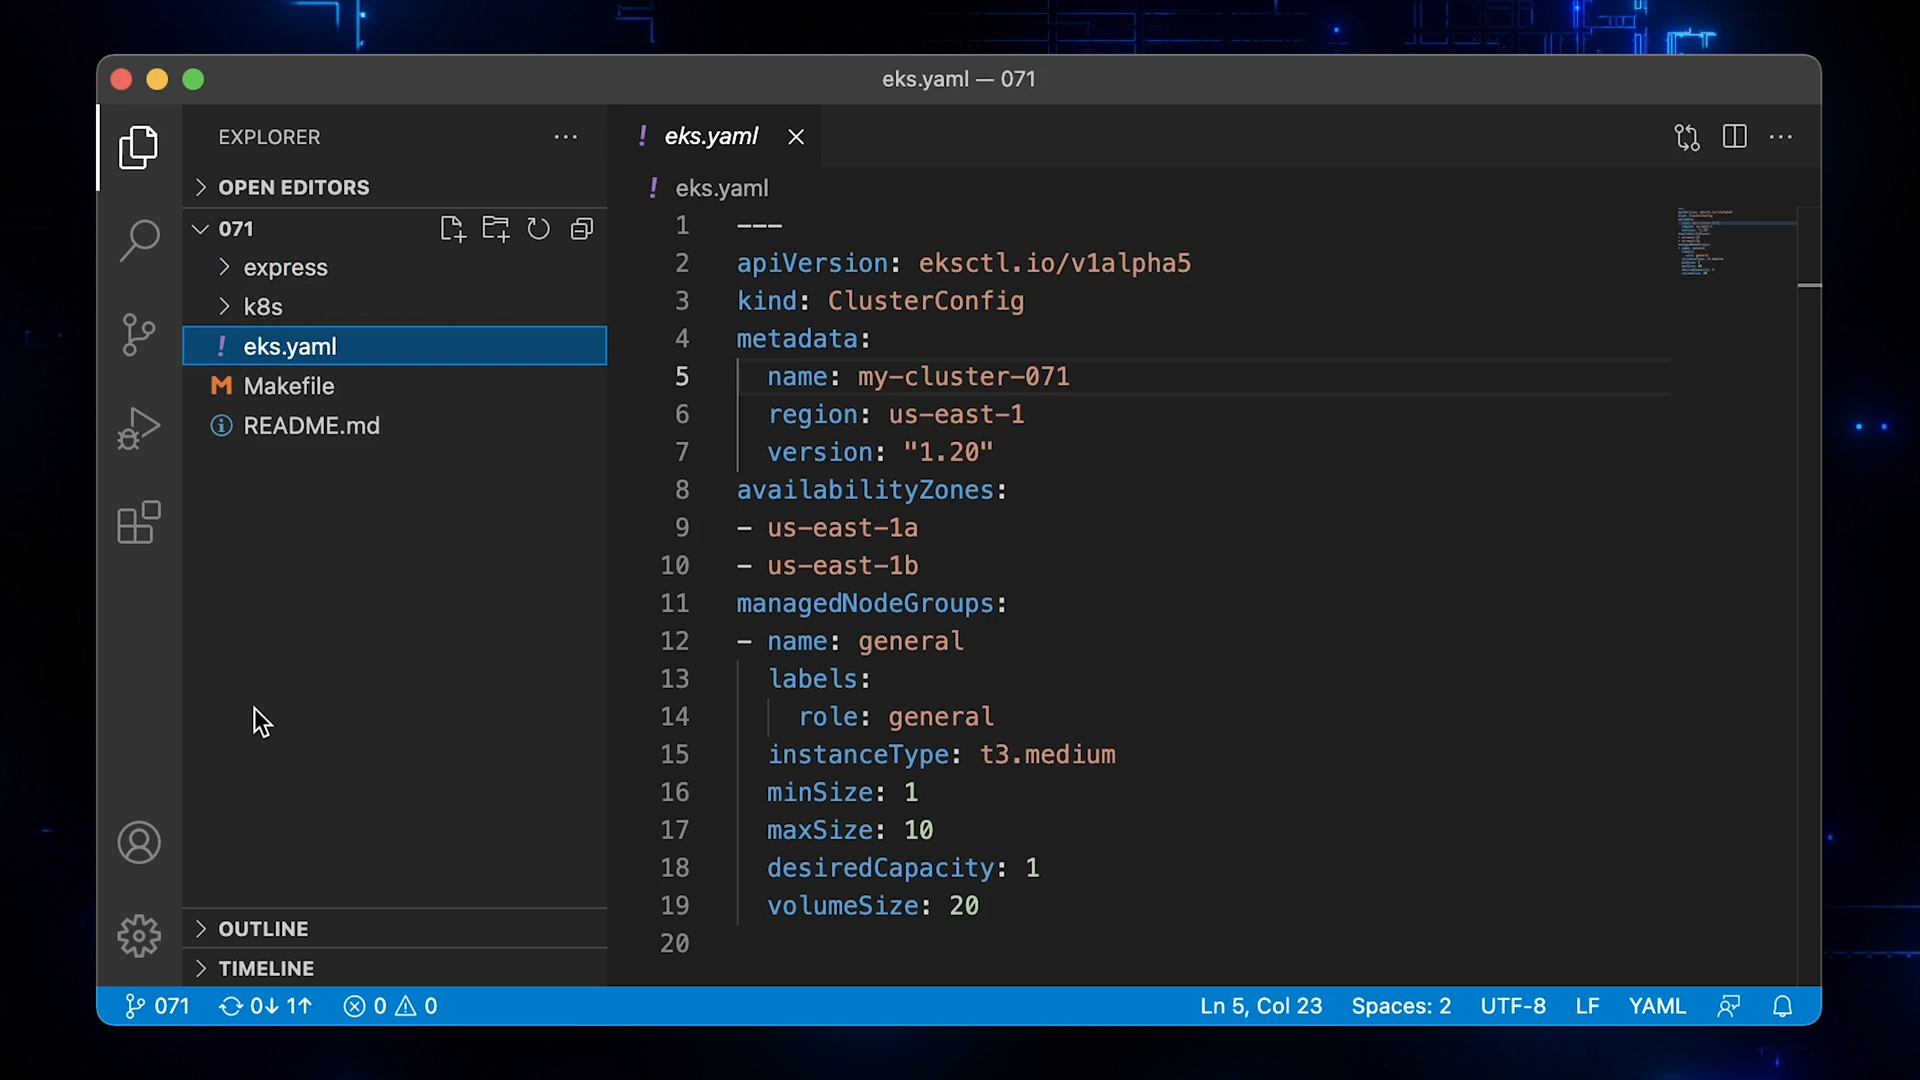 eks.yaml — 071
EXPLORER
OPEN EDITORS
071
express
k8s
! eks.yaml
M Makefile
README.md
OUTLINE
TIMELINE
! eks.yaml
! eks.yaml
1 ---
2 apiVersion: eksctl.io/v1alpha5
3 kind: ClusterConfig
4 metadata:
5 name: my-cluster-071
6 region: us-east-1
7 version: "1.20"
8 availabilityZones:
9 - us-east-1a
10 - us-east-1b
11 managedNodeGroups:
12 - name: general
13 labels:
14 role: general
15 instanceType: t3.medium
16 minSize: 1
17 maxSize: 10
18 desiredCapacity: 1
19 volumeSize: 20
20
071 0↓ 1↑ 0 0 Ln 5, Col 23 Spaces: 2 UTF-8 LF YAML